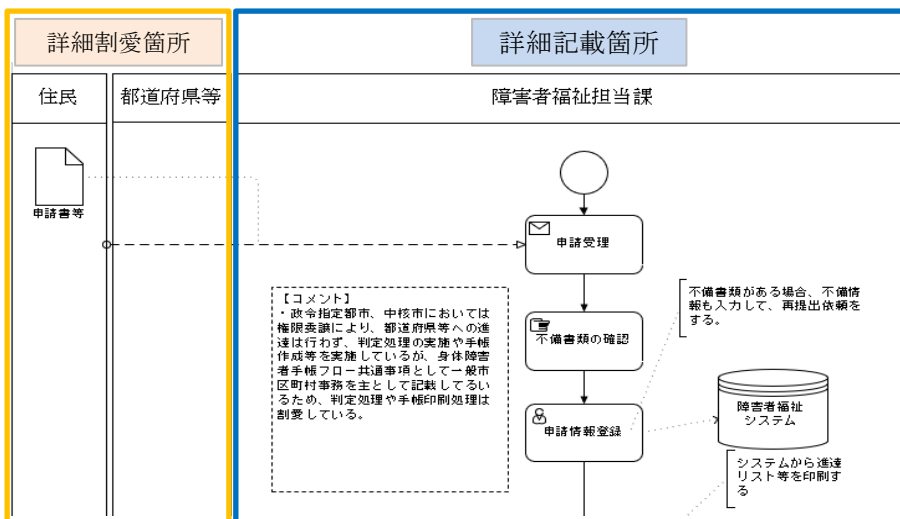 詳細割愛箇所
詳細記載箇所
住民
都道府県等
障害者福祉担当課
申請書等
申請受理
【コメント】
・政令指定都市、中核市においては
権限委譲により、都道府県等への進
達は行わず、判定処理の実施や手帳
作成等を実施しているが、身体障害
者手帳フロー共通事項として一般市
区町村事務を主として記載してるい
るため、判定処理や手帳印刷処理は
割愛している。
不備書類の確認
不備書類がある場合、不備情
報も入力して、再提出依頼を
する。
申請情報登録
障害者福祉
システム
システムから進達
リスト等を印刷す
る